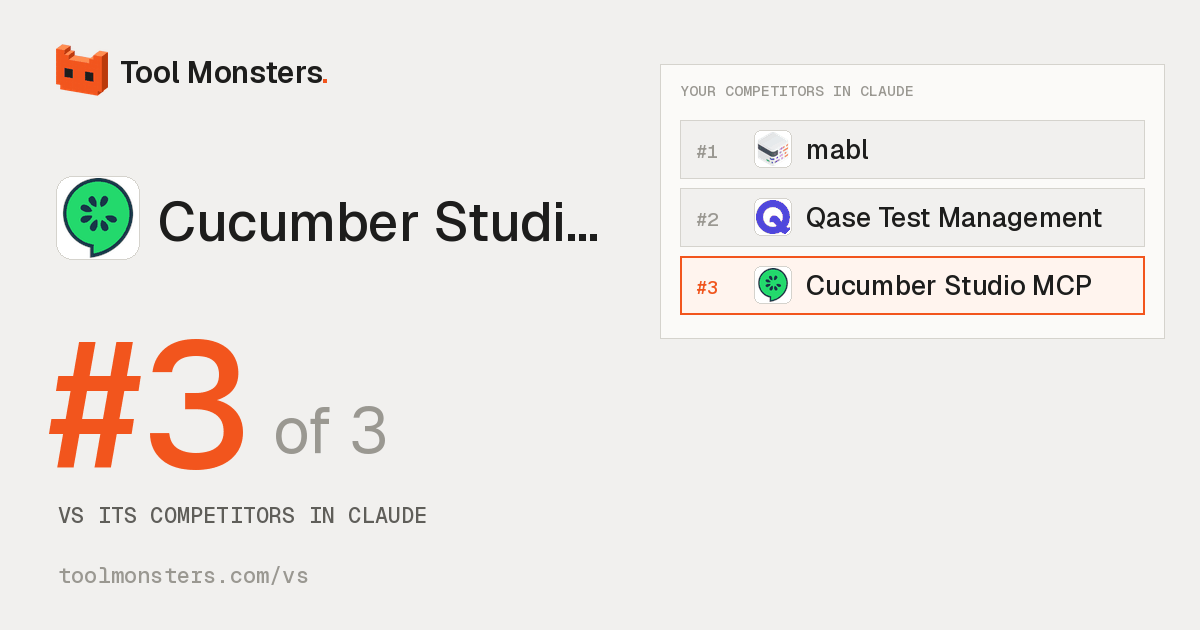 Tool Monsters.
Cucumber Studi...
#3 of 3
VS ITS COMPETITORS IN CLAUDE
toolmonsters.com/vs
YOUR COMPETITORS IN CLAUDE
#1 mabl
#2 Qase Test Management
#3 Cucumber Studio MCP